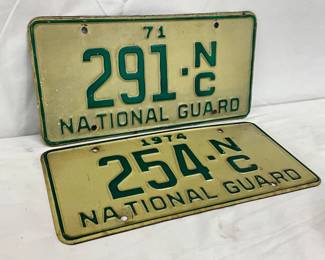 71
291·NC
NATIONAL GUARD
1974
254·NC
NATIONAL GUARD